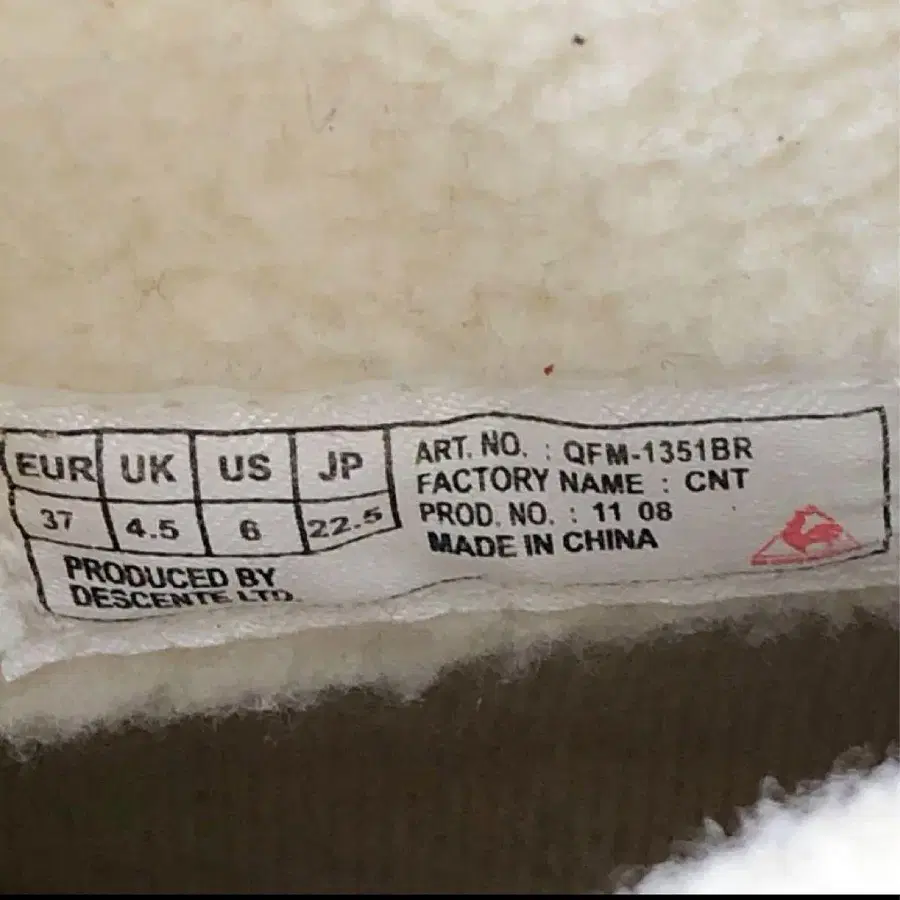 EUR UK US JP
37 4.5 6 22.5
PRODUCED BY
DESCENTE LTD.
ART. NO. : QFM-1351BR
FACTORY NAME : CNT
PROD. NO. : 11 08
MADE IN CHINA